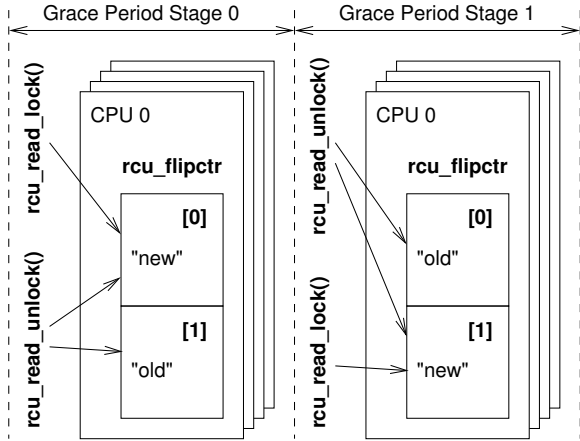 Grace Period Stage 0
Grace Period Stage 1
rcu_read_lock()
rcu_read_unlock()
CPU 0
rcu_flipctr
[0]
"new"
[1]
"old"
rcu_read_unlock()
rcu_read_lock()
CPU 0
rcu_flipctr
[0]
"old"
[1]
"new"